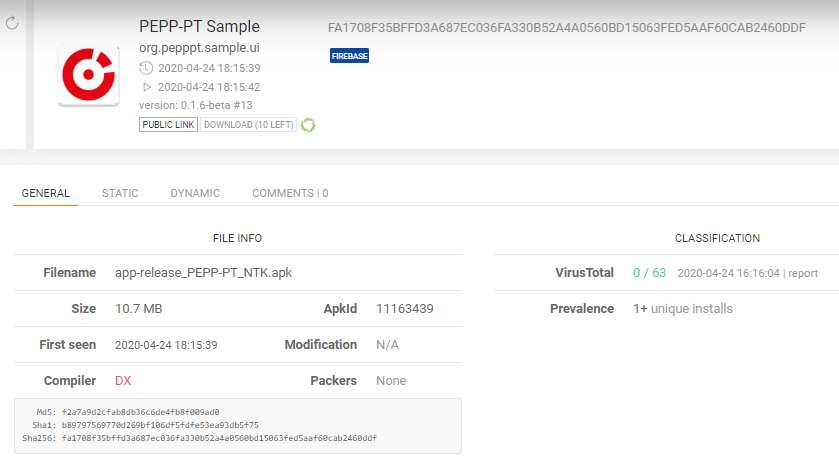 PEPP-PT Sample
FA1708F35BFFD3A687EC036FA330B52A4A0560BD15063FED5AAF60CAB2460DDF
org.pepppt.sample.ui
FIREBASE
2020-04-24 18:15:39
2020-04-24 18:15:42
version: 0.1.6-beta #13
PUBLIC LINK DOWNLOAD (10 LEFT)
GENERAL STATIC DYNAMIC COMMENTS | 0
FILE INFO
Filename app-release_PEPP-PT_NTK.apk
Size 10.7 MB ApkId 11163439
First seen 2020-04-24 18:15:39 Modification N/A
Compiler DX Packers None
Md5: f2a7a9d2cfab8db36c6de4fb8f009ad0
Sha1: b89797569770d269bf106df5fdfe53ea93db5f75
Sha256: fa1708f35bffd3a687ec036fa330b52a4a0560bd15063fed5aaf60cab2460ddf
CLASSIFICATION
VirusTotal 0 / 63 2020-04-24 16:16:04 | report
Prevalence 1+ unique installs